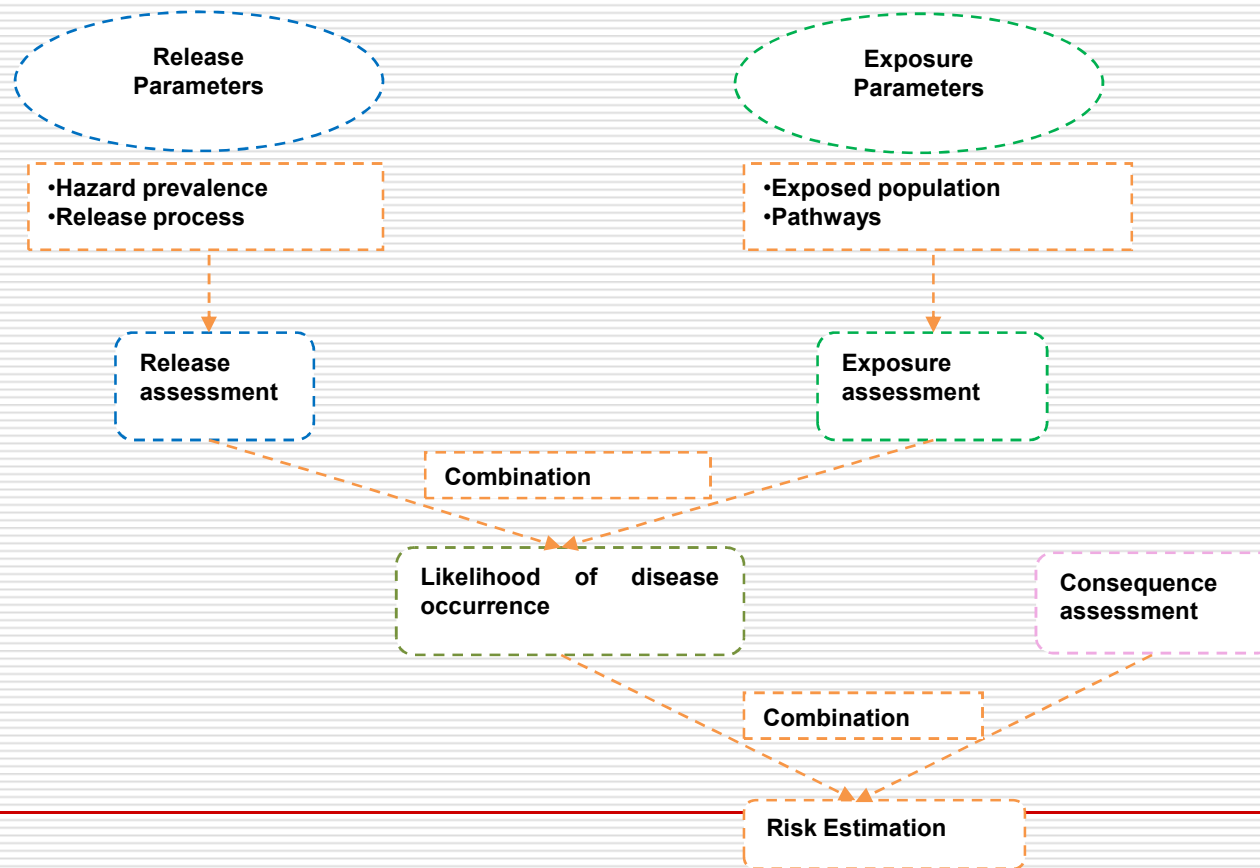 Release
Parameters
Exposure
Parameters
•Hazard prevalence
•Release process
•Exposed population
•Pathways
Release
assessment
Exposure
assessment
Combination
Likelihood of disease
occurrence
Consequence
assessment
Combination
Risk Estimation